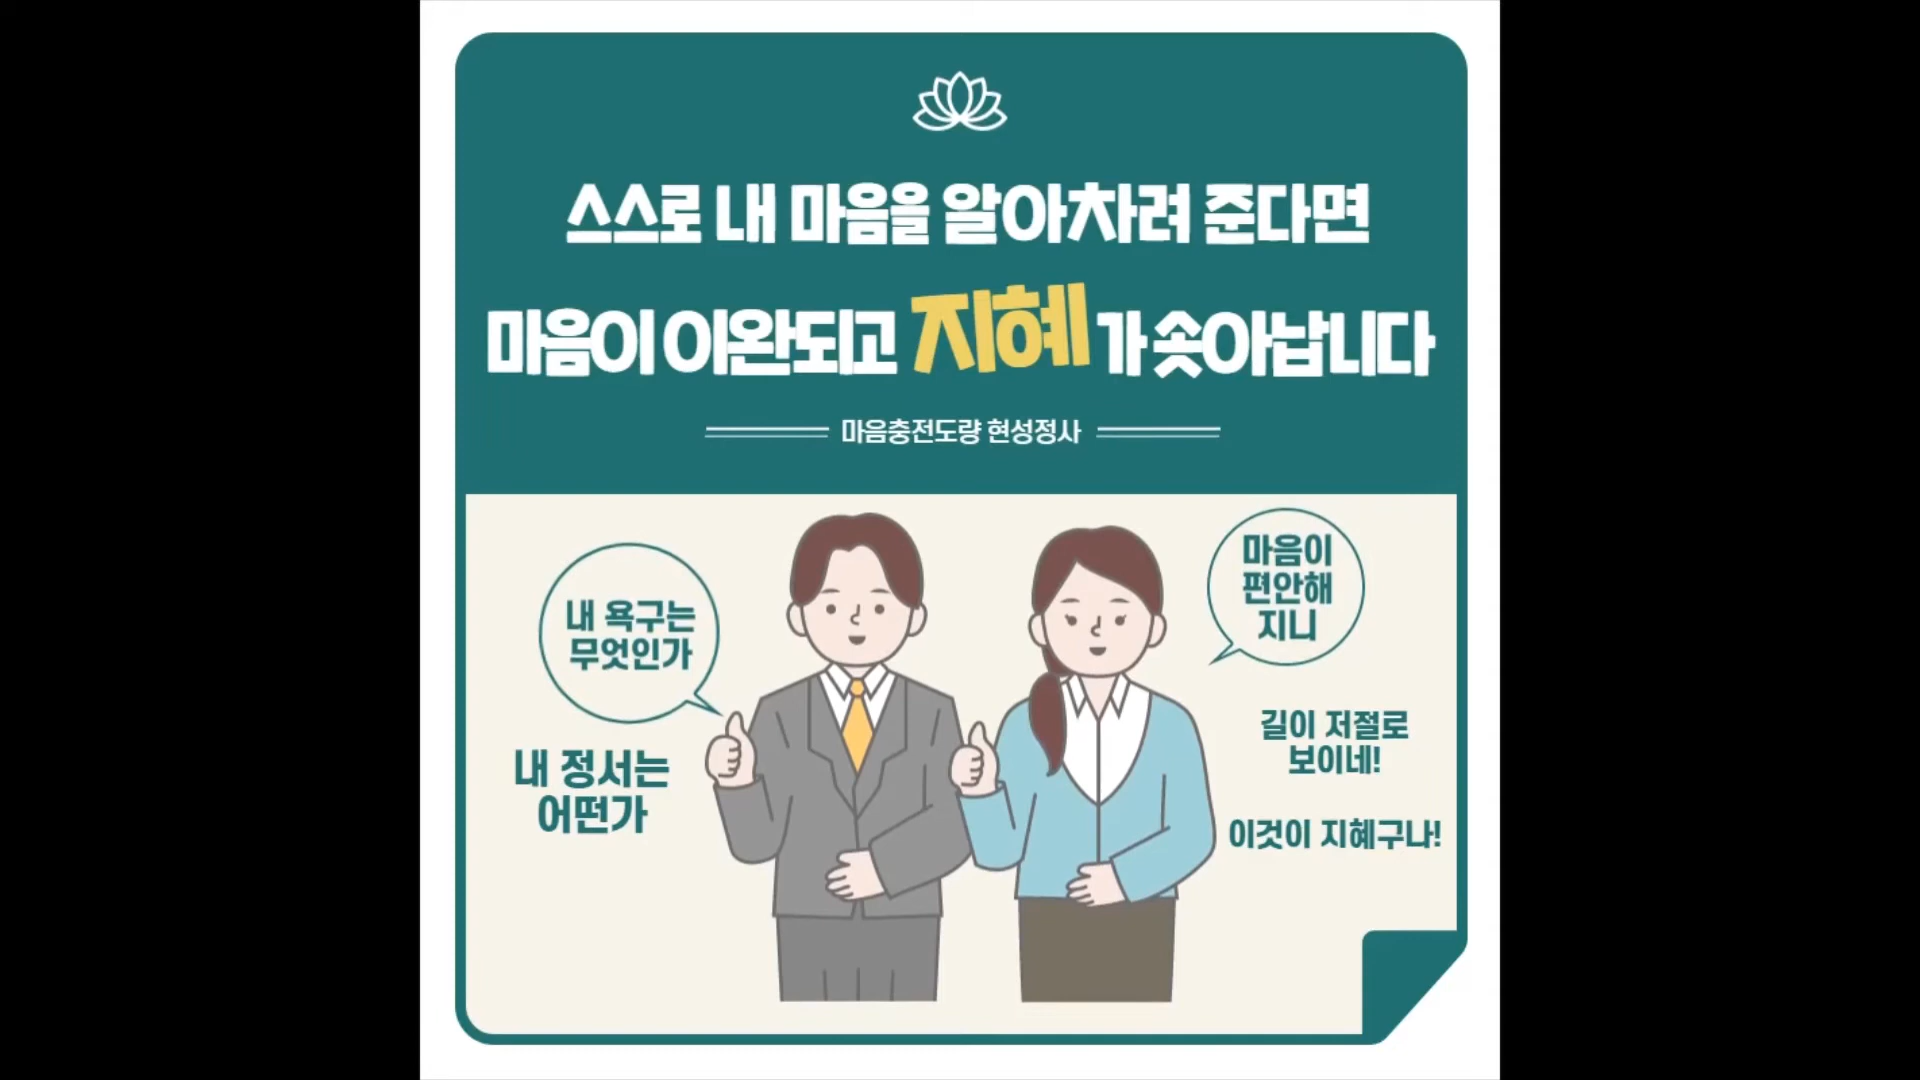 스스로 내 마음을 알아차려 준다면
마음이 이완되고 지혜가 솟아납니다
마음충전도량 현성정사
내 욕구는
무엇인가
내 정서는
어떤가
마음이
편안해
지니
길이 저절로
보이네!
이것이 지혜구나!